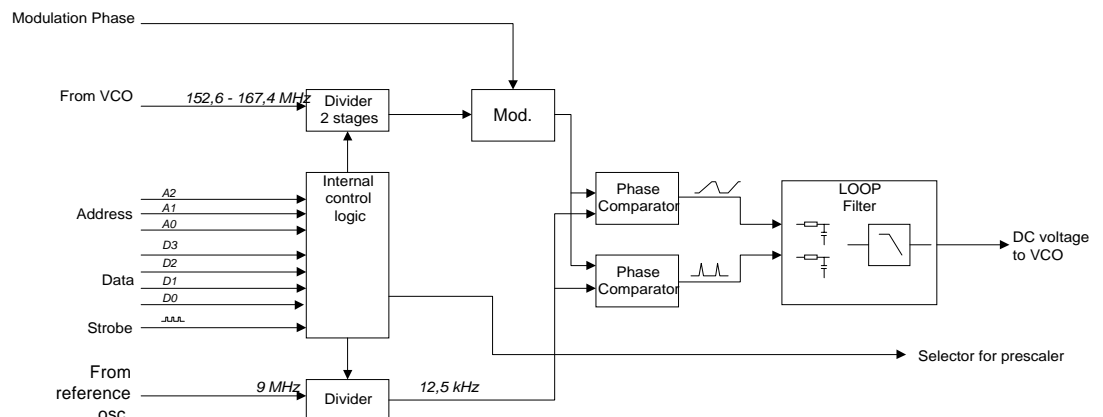 Modulation Phase
From VCO
152,6 - 167,4 MHz
Divider
2 stages
Mod.
Internal
control
logic
Address
A2
A1
A0
Data
D3
D2
D1
D0
Strobe
Phase
Comparator
Phase
Comparator
LOOP
Filter
DC voltage
to VCO
Selector for prescaler
From
reference
osc.
9 MHz
Divider
12,5 kHz